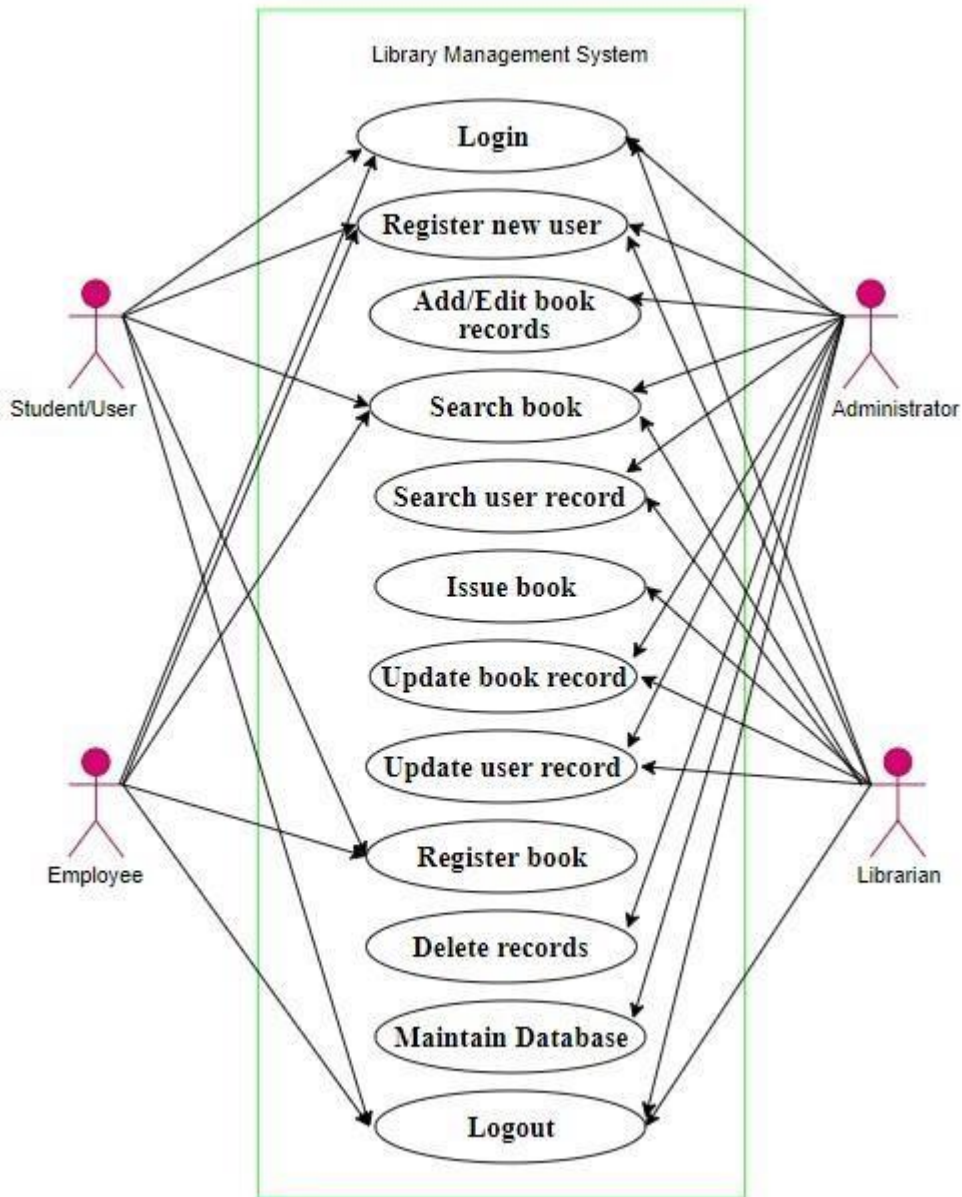 Library Management System
Login
Register new user
Add/Edit book
records
Student/User
Search book
Administrator
Search user record
Issue book
Update book record
Update user record
Employee
Register book
Librarian
Delete records
Maintain Database
Logout